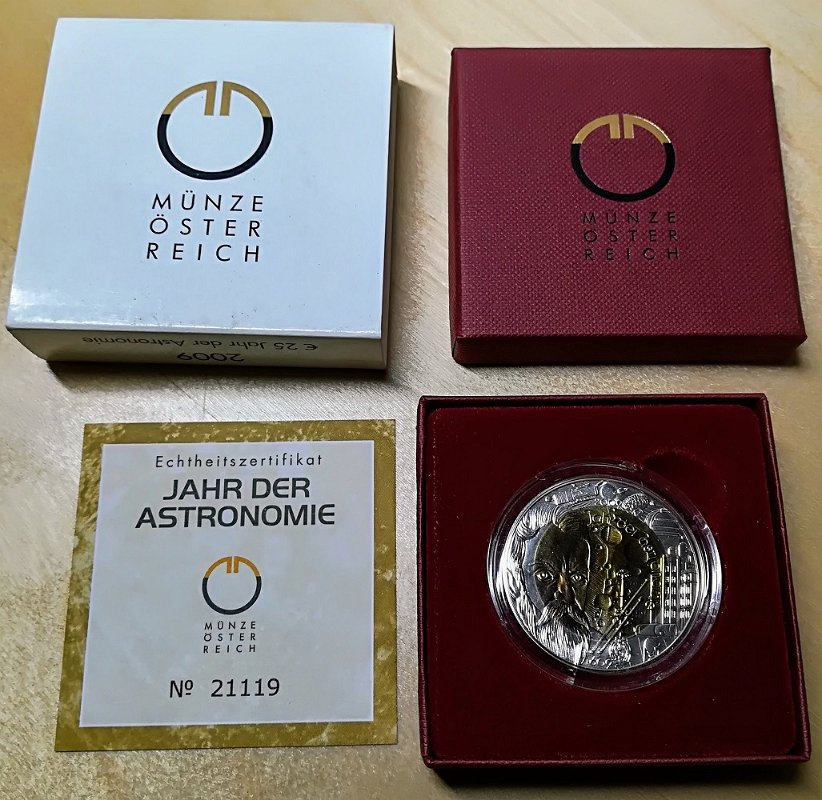 MÜNZE
ÖSTER
REICH
2009
€ 25 Jahr der Astronomie
MÜNZE
ÖSTER
REICH
Echtheitszertifikat
JAHR DER
ASTRONOMIE
MÜNZE
ÖSTER
REICH
№ 21119